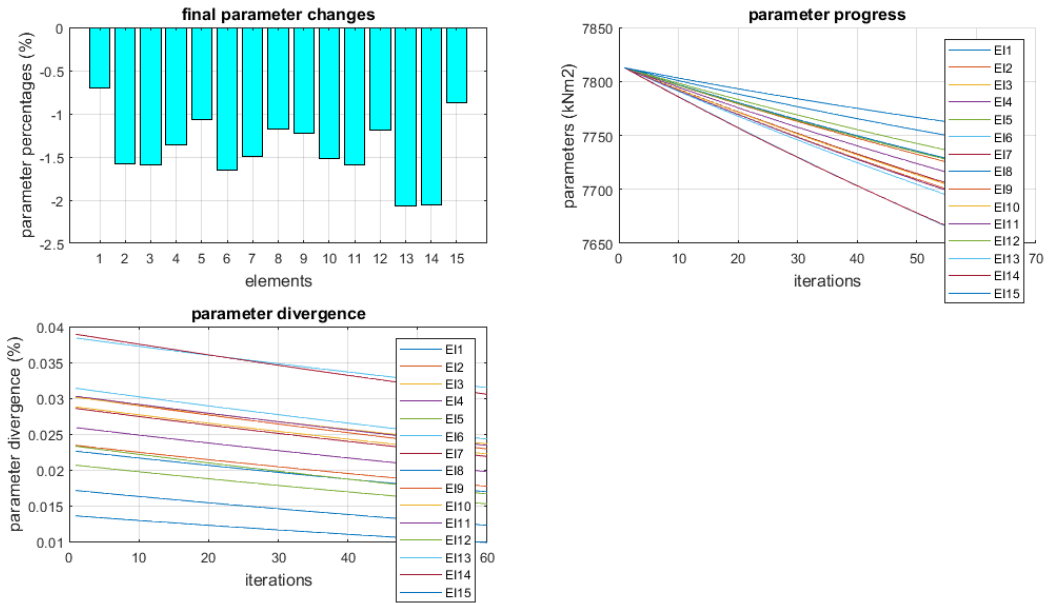 final parameter changes
parameter percentages (%)
0
-0.5
-1
-1.5
-2
-2.5
1 2 3 4 5 6 7 8 9 10 11 12 13 14 15
elements
parameter progress
parameters (kNm2)
7850
7800
7750
7700
7650
0 10 20 30 40 50 70
iterations
EI1
EI2
EI3
EI4
EI5
EI6
EI7
EI8
EI9
EI10
EI11
EI12
EI13
EI14
EI15
parameter divergence
parameter divergence (%)
0.04
0.035
0.03
0.025
0.02
0.015
0.01
0 10 20 30 40 60
iterations
EI1
EI2
EI3
EI4
EI5
EI6
EI7
EI8
EI9
EI10
EI11
EI12
EI13
EI14
EI15